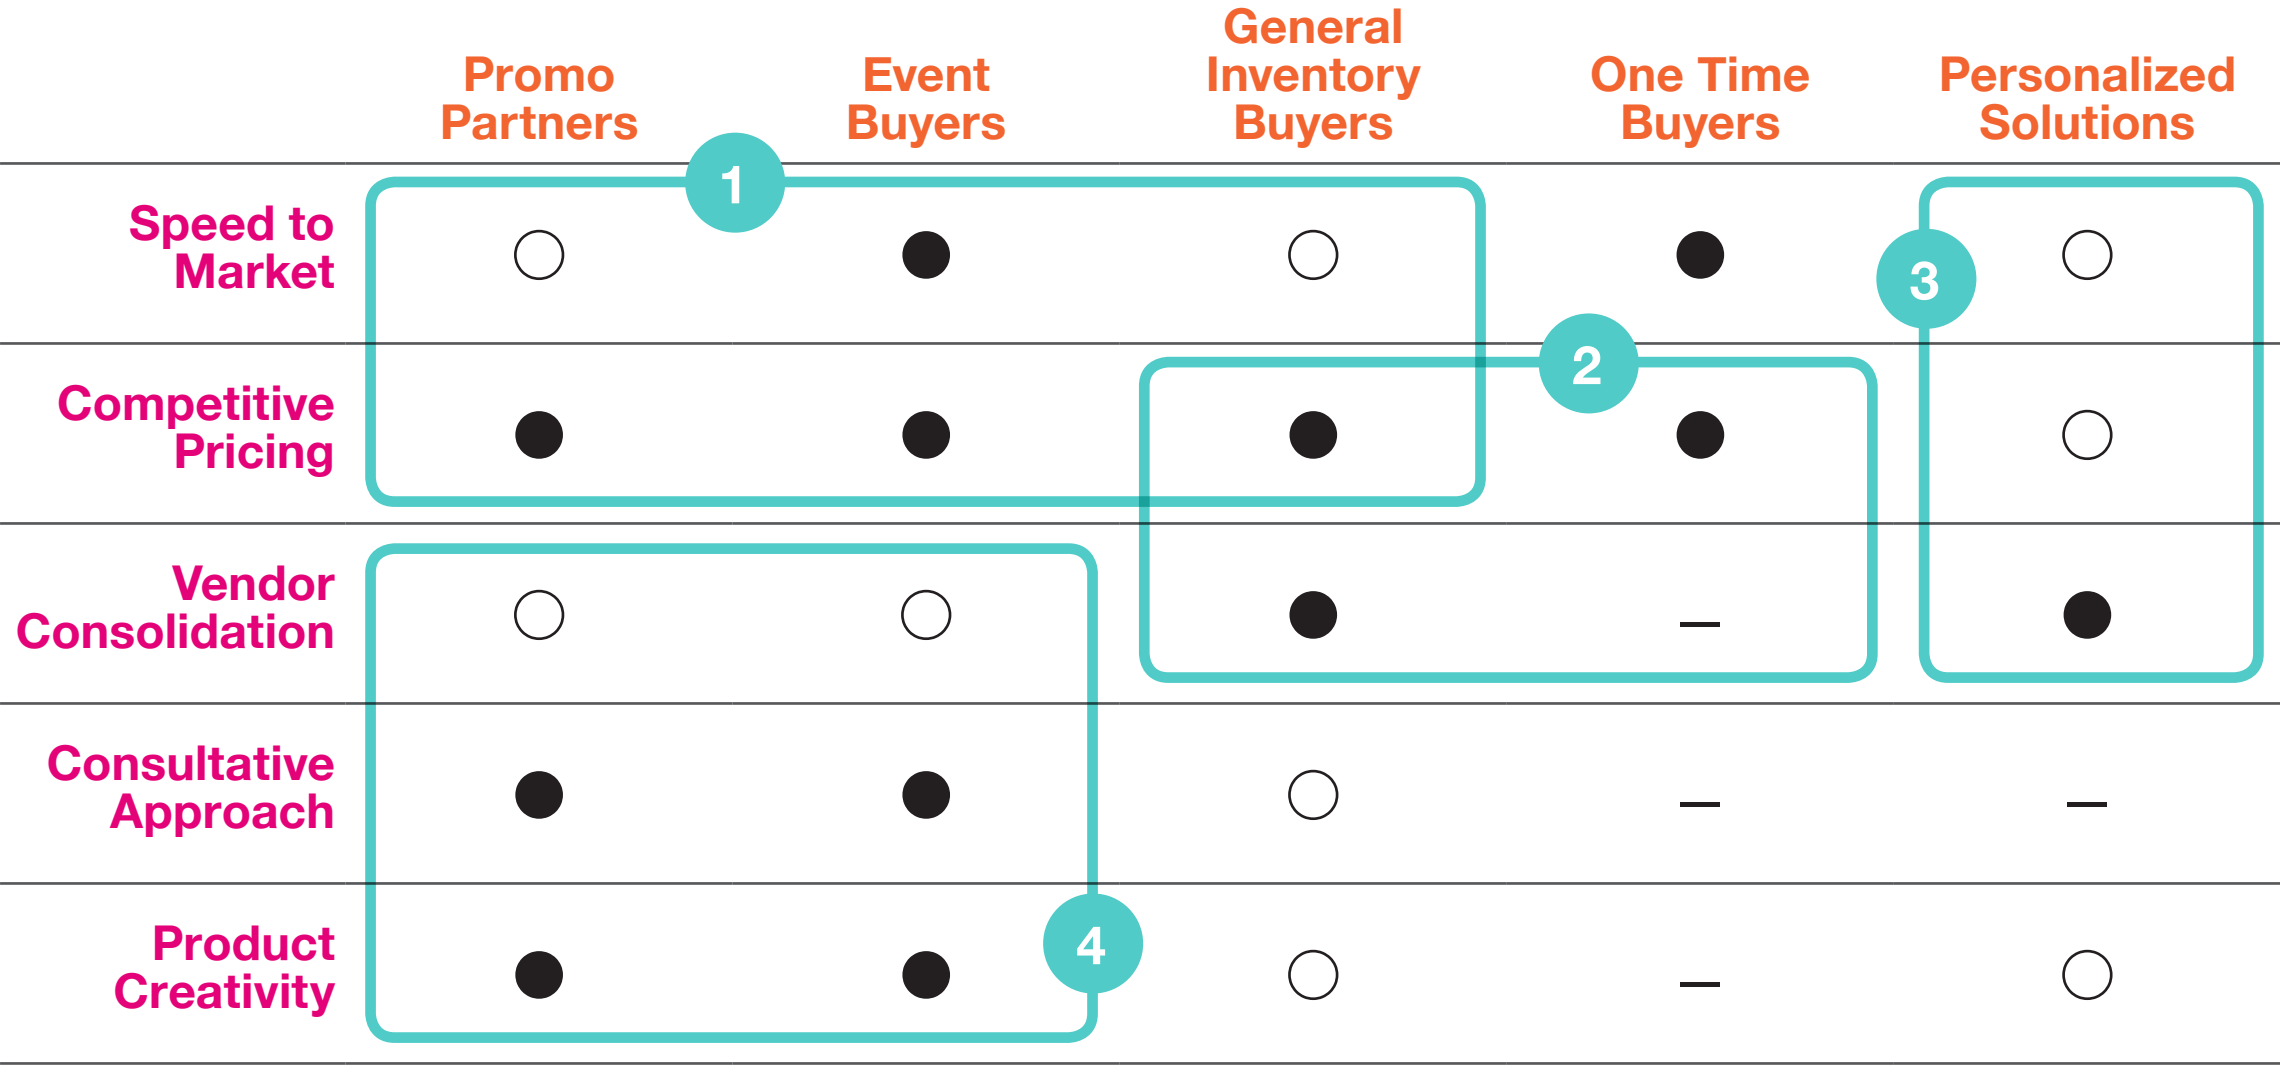 General
Promo
Event
Inventory
One Time
Personalized
Partners
Buyers
Buyers
Buyers
Solutions
1
Speed to
Market
3
2
Competitive
Pricing
Vendor
Consolidation
Consultative
Approach
Product
Creativity
4